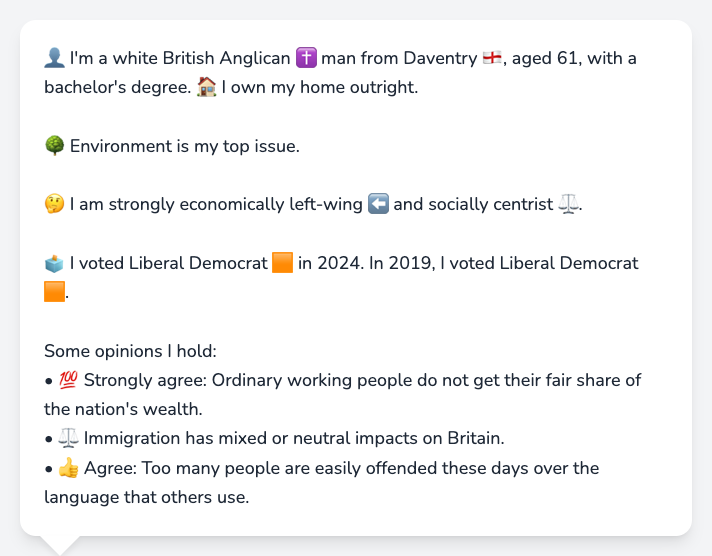 👤 I'm a white British Anglican ✝️ man from Daventry 🏴󠁧󠁢󠁥󠁮󠁧󠁿, aged 61, with a
bachelor's degree. 🏠 I own my home outright.
🌳 Environment is my top issue.
🤔 I am strongly economically left-wing ⬅️ and socially centrist ⚖️.
🗳️ I voted Liberal Democrat 🟧 in 2024. In 2019, I voted Liberal Democrat
🟧.
Some opinions I hold:
• 💯 Strongly agree: Ordinary working people do not get their fair share of
the nation's wealth.
• ⚖️ Immigration has mixed or neutral impacts on Britain.
• 👍 Agree: Too many people are easily offended these days over the
language that others use.